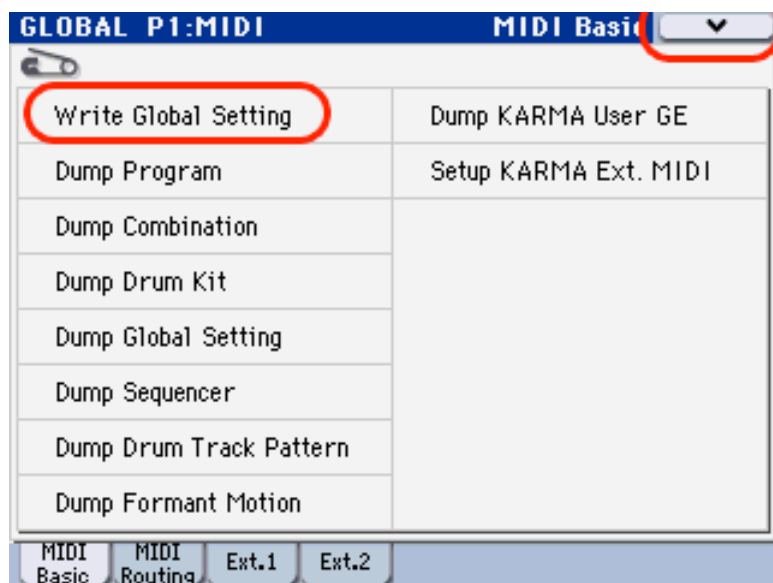 GLOBAL P1:MIDI MIDI Basi
Write Global Setting
Dump Program
Dump Combination
Dump Drum Kit
Dump Global Setting
Dump Sequencer
Dump Drum Track Pattern
Dump Formant Motion
Dump KARMA User GE
Setup KARMA Ext. MIDI
MIDI Basic
MIDI Routing
Ext.1
Ext.2